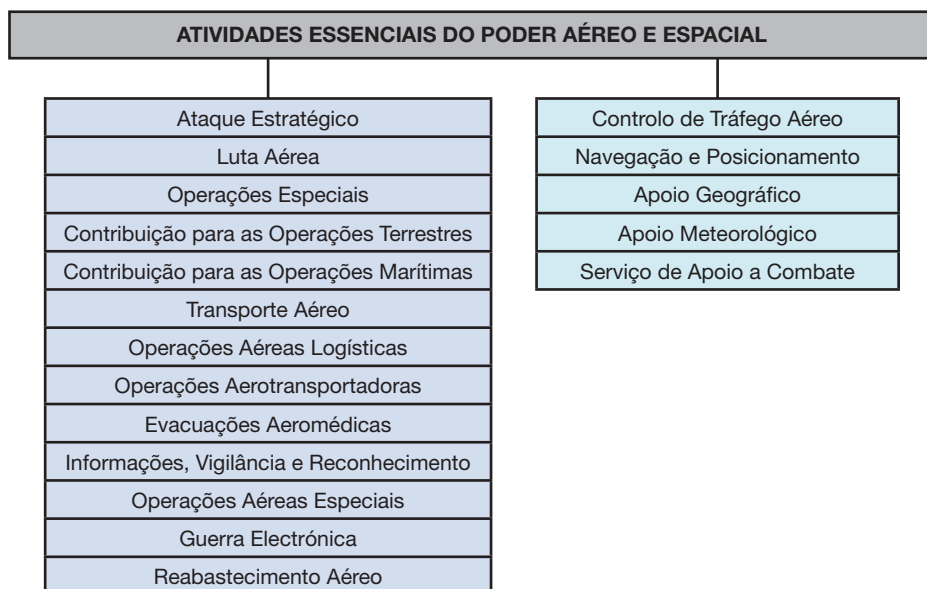 ATIVIDADES ESSENCIAIS DO PODER AÉREO E ESPACIAL
Ataque Estratégico
Luta Aérea
Operações Especiais
Contribuição para as Operações Terrestres
Contribuição para as Operações Marítimas
Transporte Aéreo
Operações Aéreas Logísticas
Operações Aerotransportadoras
Evacuações Aeromédicas
Informações, Vigilância e Reconhecimento
Operações Aéreas Especiais
Guerra Electrónica
Reabastecimento Aéreo
Controlo de Tráfego Aéreo
Navegação e Posicionamento
Apoio Geográfico
Apoio Meteorológico
Serviço de Apoio a Combate